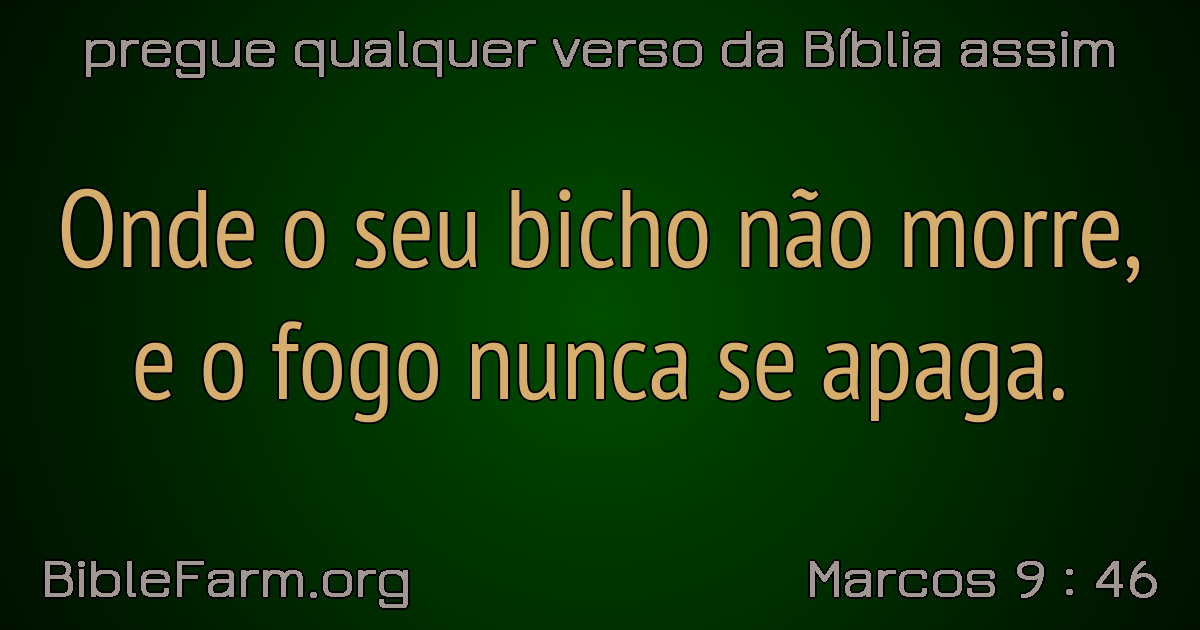 pregue qualquer verso da Bíblia assim
Onde o seu bicho não morre,
e o fogo nunca se apaga.
BibleFarm.org
Marcos 9 : 46